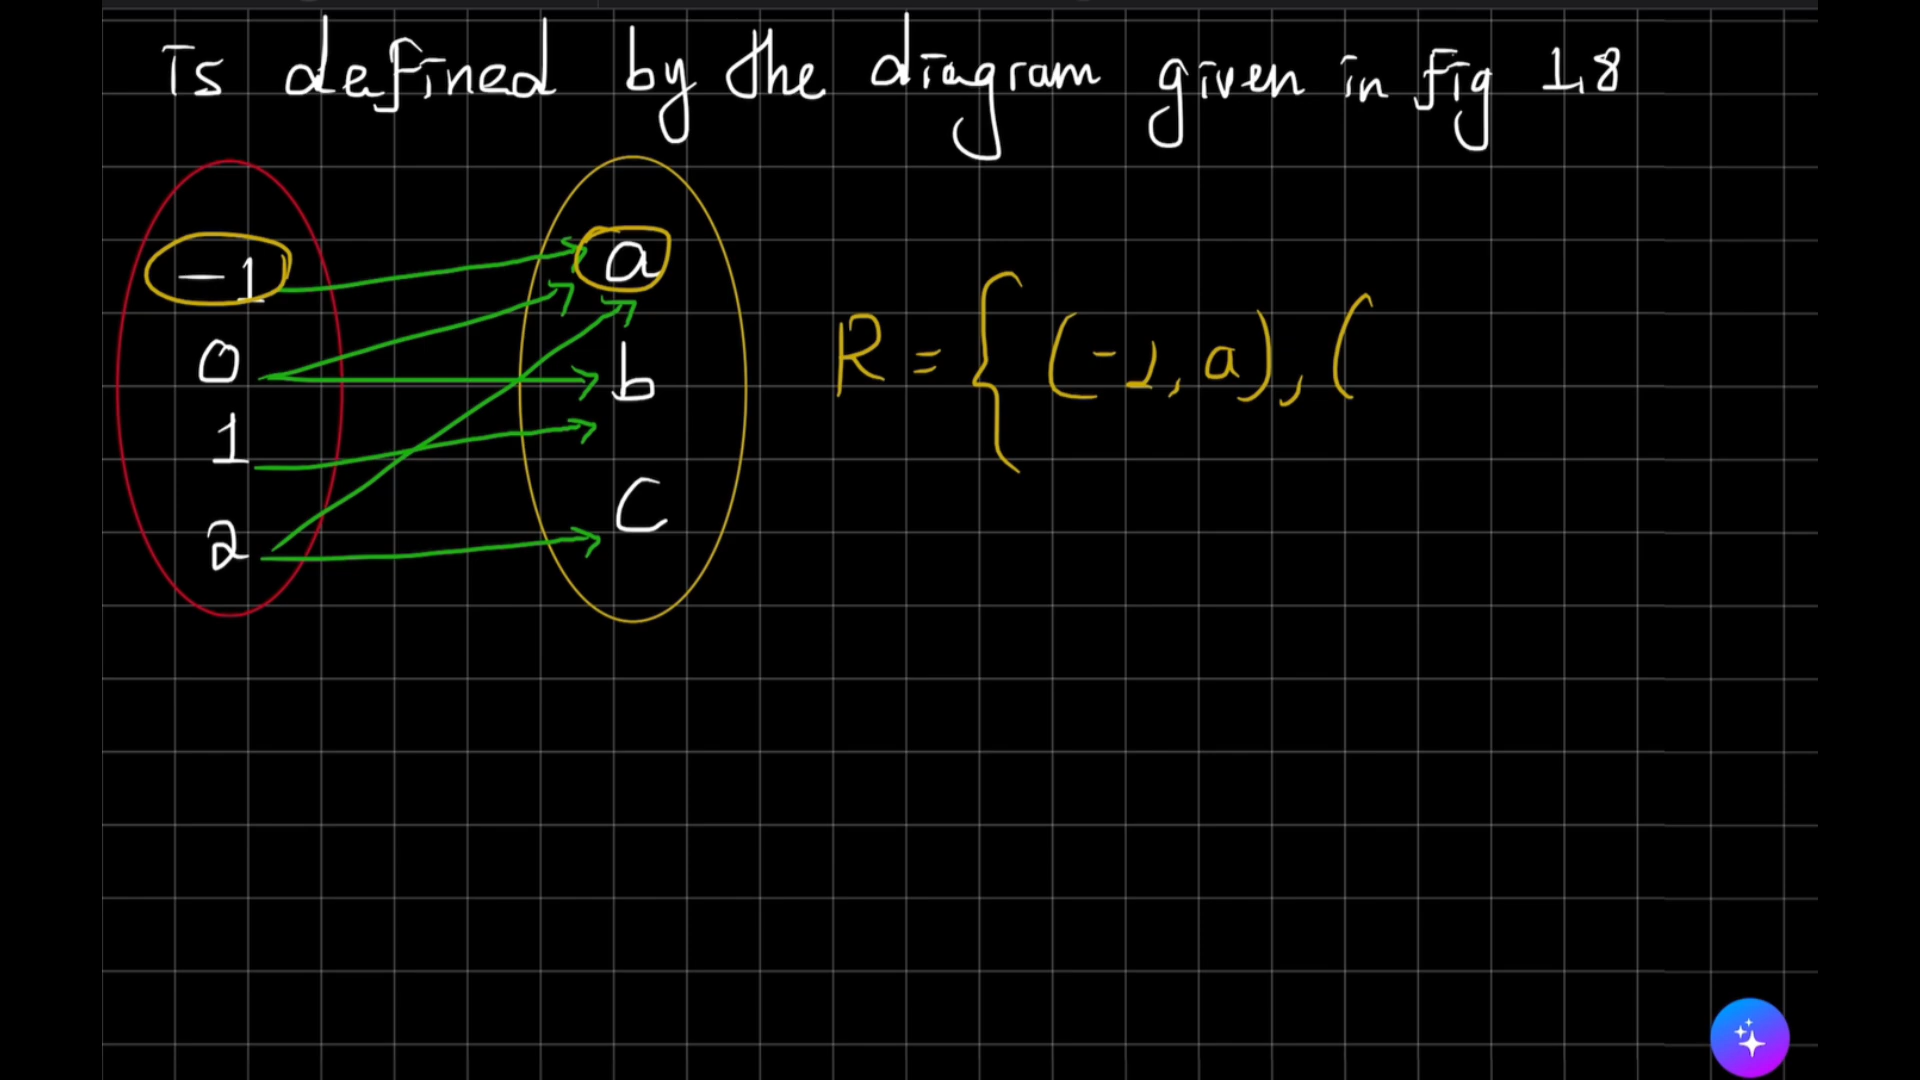 is defined by the diagram given in fig 1.8
-1 a
R = { (-1, a), (
0 b
1
c
2